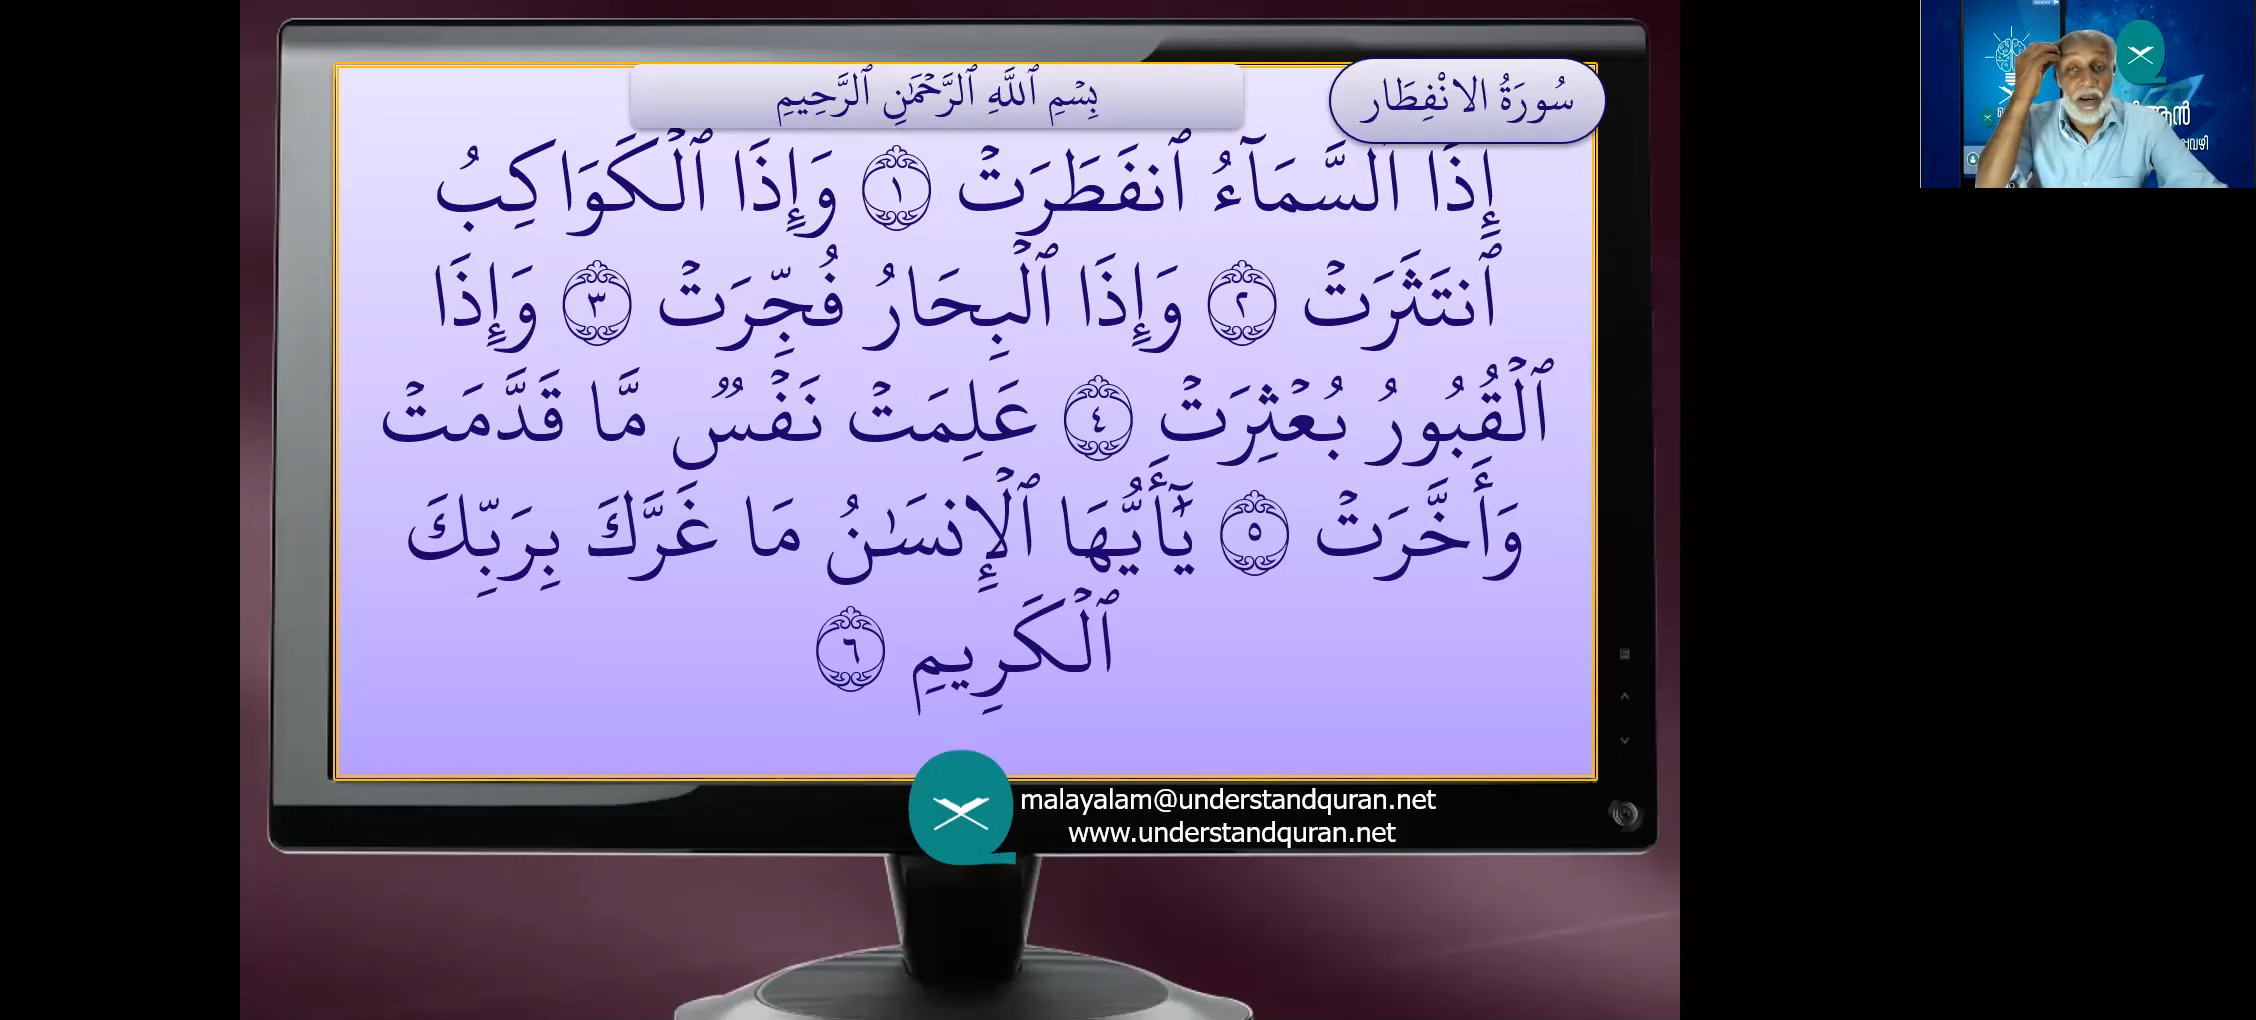 سُورَةُ الانْفِطَار
بِسۡمِ ٱللَّهِ ٱلرَّحۡمَٰنِ ٱلرَّحِيمِ
إِذَا ٱلسَّمَآءُ ٱنفَطَرَتۡ ١ وَإِذَا ٱلۡكَوَاكِبُ
ٱنتَثَرَتۡ ٢ وَإِذَا ٱلۡبِحَارُ فُجِّرَتۡ ٣ وَإِذَا
ٱلۡقُبُورُ بُعۡثِرَتۡ ٤ عَلِمَتۡ نَفۡسٞ مَّا قَدَّمَتۡ
وَأَخَّرَتۡ ٥ يَٰٓأَيُّهَا ٱلۡإِنسَٰنُ مَا غَرَّكَ بِرَبِّكَ
ٱلۡكَرِيمِ ٦
malayalam@understandquran.net
www.understandquran.net